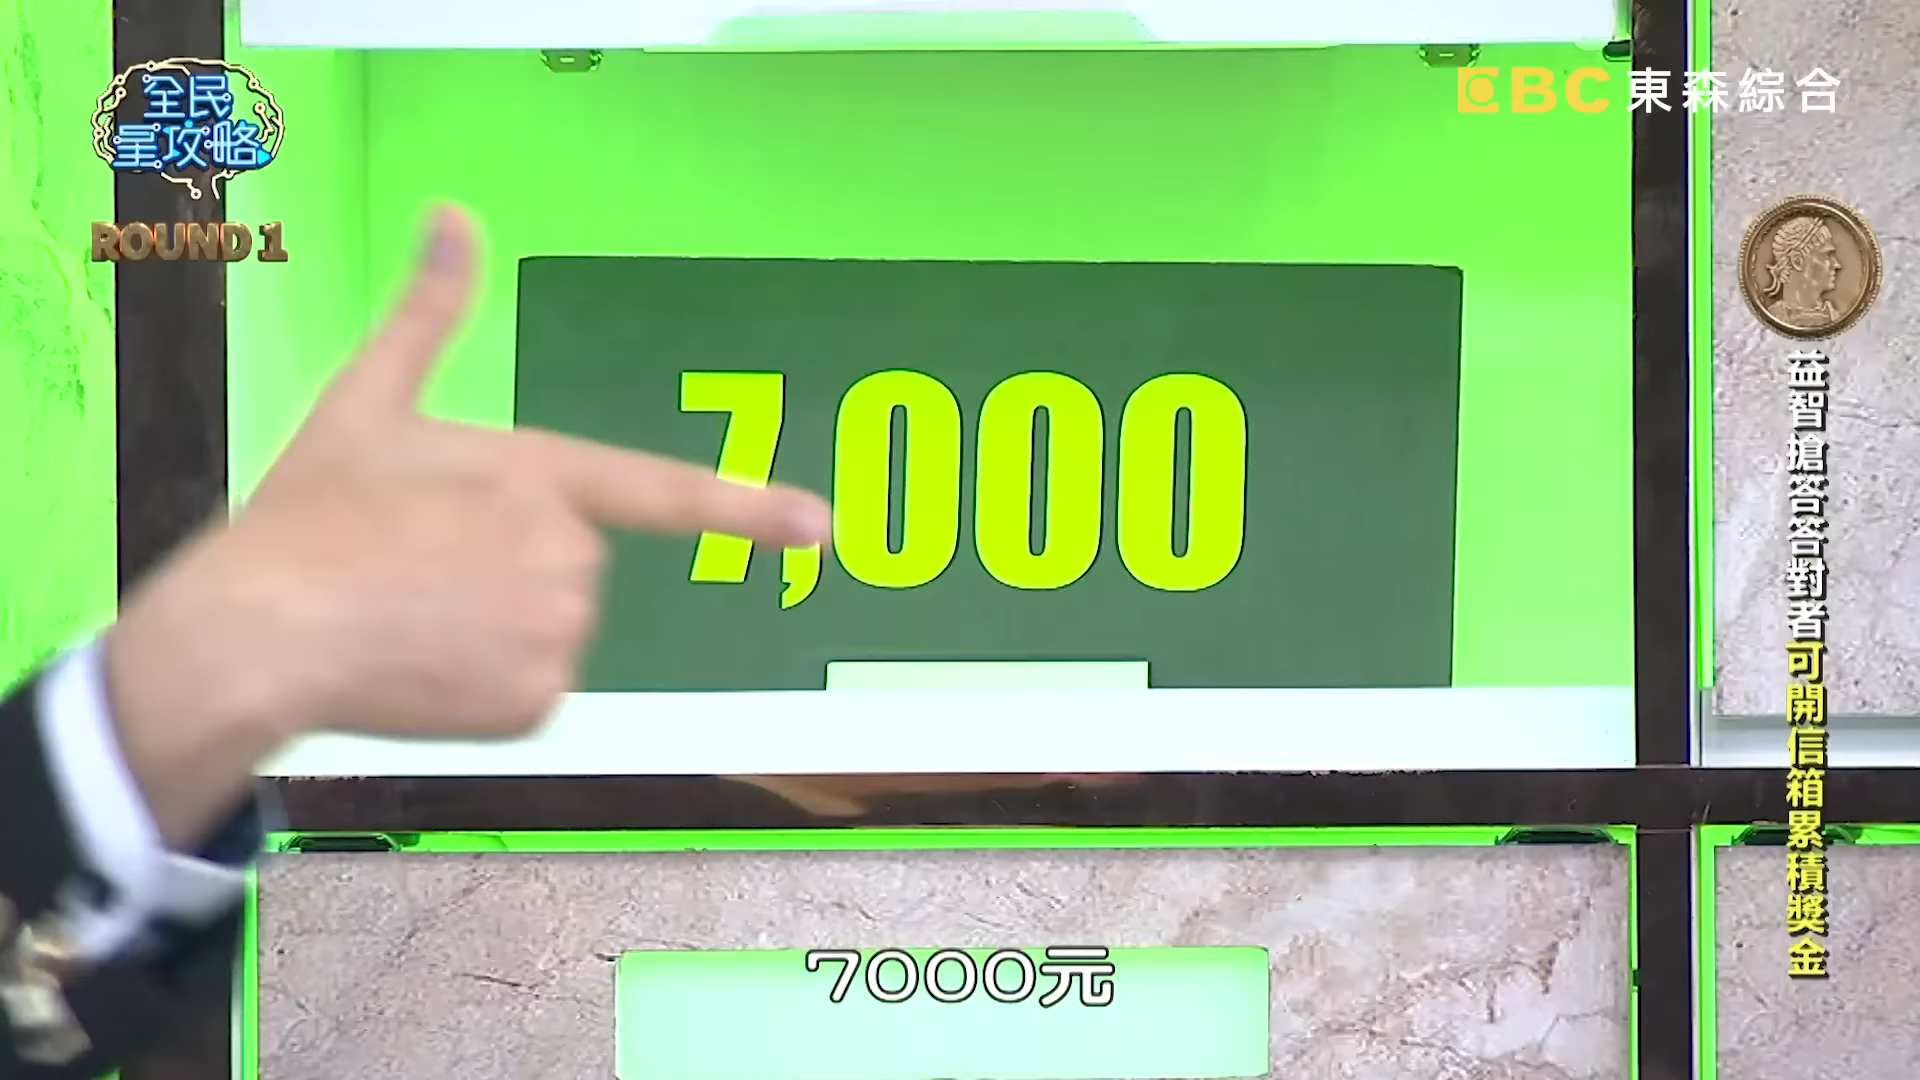 全民
星攻略
ROUND 1
EBC 東森綜合
7,000
益智搶答答對者可開信箱累積獎金
7000元